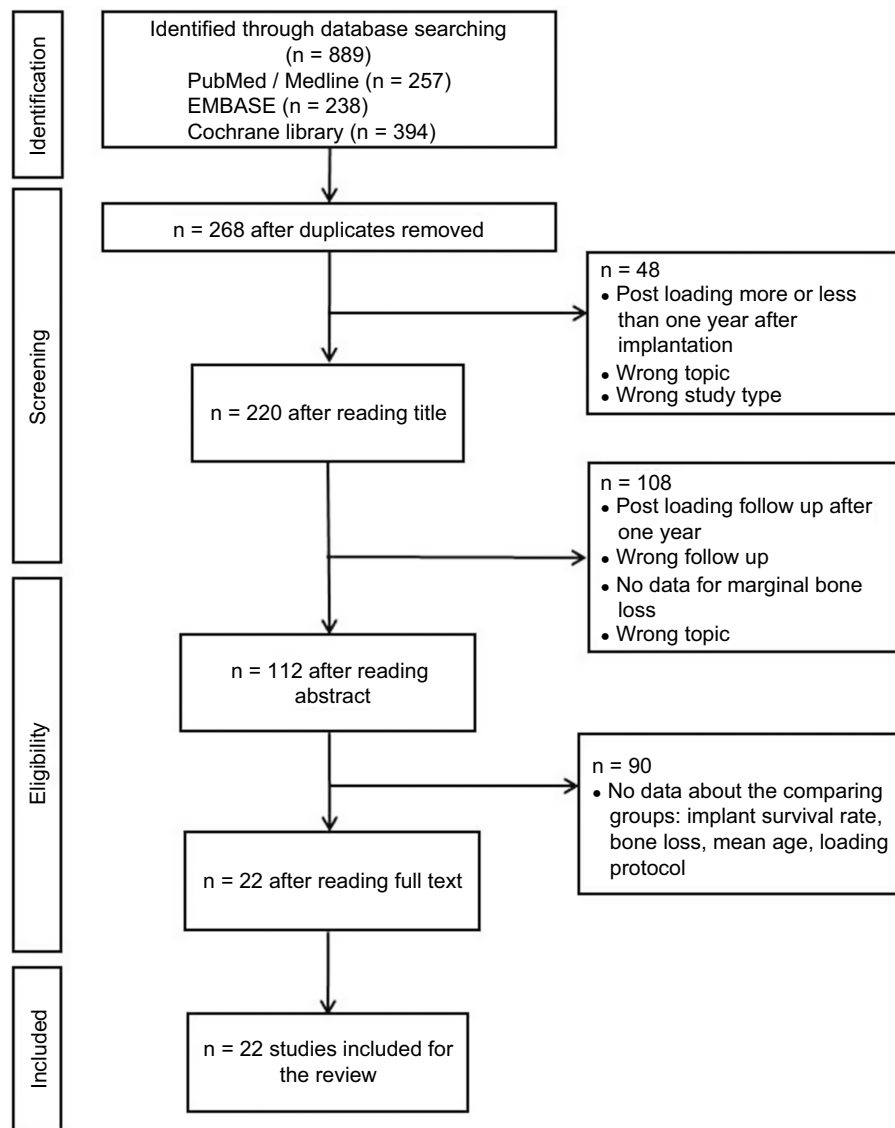 Identification
Identified through database searching
(n = 889)
PubMed / Medline (n = 257)
EMBASE (n = 238)
Cochrane library (n = 394)
Screening
n = 268 after duplicates removed
n = 48
• Post loading more or less
than one year after
implantation
• Wrong topic
• Wrong study type
n = 220 after reading title
n = 108
• Post loading follow up after
one year
• Wrong follow up
• No data for marginal bone
loss
• Wrong topic
Eligibility
n = 112 after reading
abstract
n = 90
• No data about the comparing
groups: implant survival rate,
bone loss, mean age, loading
protocol
n = 22 after reading full text
Included
n = 22 studies included for
the review